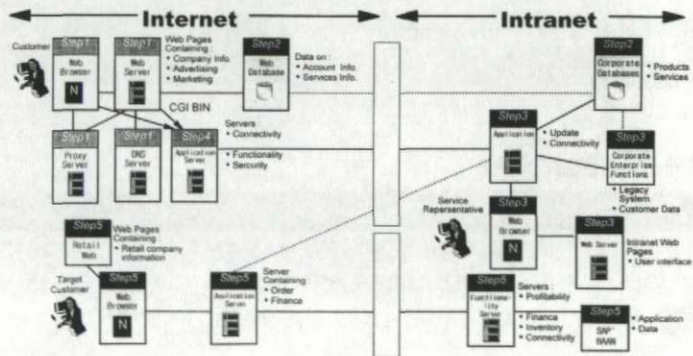 Internet
Intranet
Customer
Step1
Web
Browser
N
Step1
Web
Server
Web Pages
Containing :
• Company Info.
• Advertising
• Marketing
Step2
Web
Database
Data on :
• Account Info.
• Services Info.
CGI BIN
Step1
Proxy
Server
Step1
DNS
Server
Step4
Application
Server
Servers :
• Connectivity
• Functionality
• Sercurity
Step2
Corporate
Databases
• Products
• Services
Step3
Application
• Update
• Connectivity
Step3
Corporate
Enterprise
Functions
• Legacy
System
• Customer Data
Service
Representative
Step3
Web
Browser
N
Step3
Web Server
Intranet Web
Pages
• User interface
Step5
Retail
Web
Web Pages
Containing :
• Retail company
information
Target
Customer
Step5
Web
Browser
N
Step5
Application
Server
Server
Containing :
• Order
• Finance
Step5
Functiona-
lity
Server
Servers :
• Profitability
• Finance
• Inventory
• Connectivity
Step5
SAP
BAAN
• Application
• Data